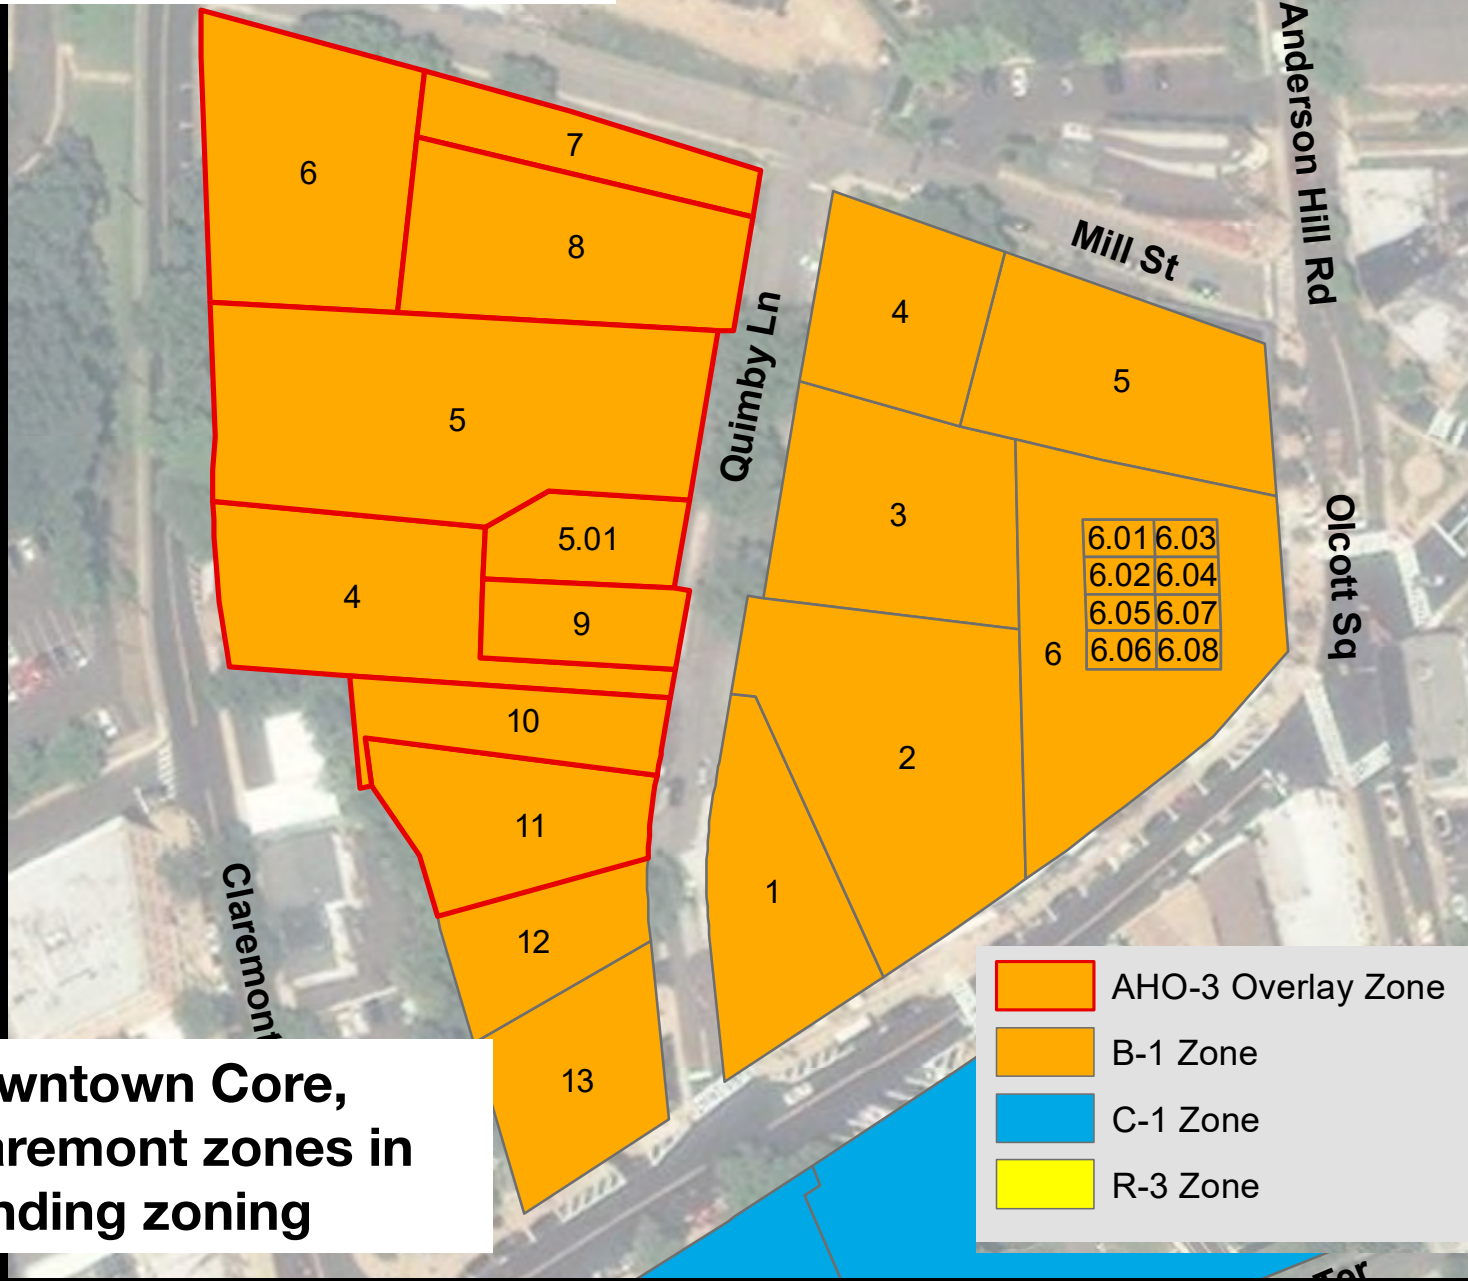 6
7
8
5
5.01
4
9
10
11
12
13
Quimby Ln
Mill St
Anderson Hill Rd
Olcott Sq
Claremont
4
5
3
6
6.01 6.03
6.02 6.04
6.05 6.07
6.06 6.08
2
1
wntown Core,
aremont zones in
nding zoning
AHO-3 Overlay Zone
B-1 Zone
C-1 Zone
R-3 Zone